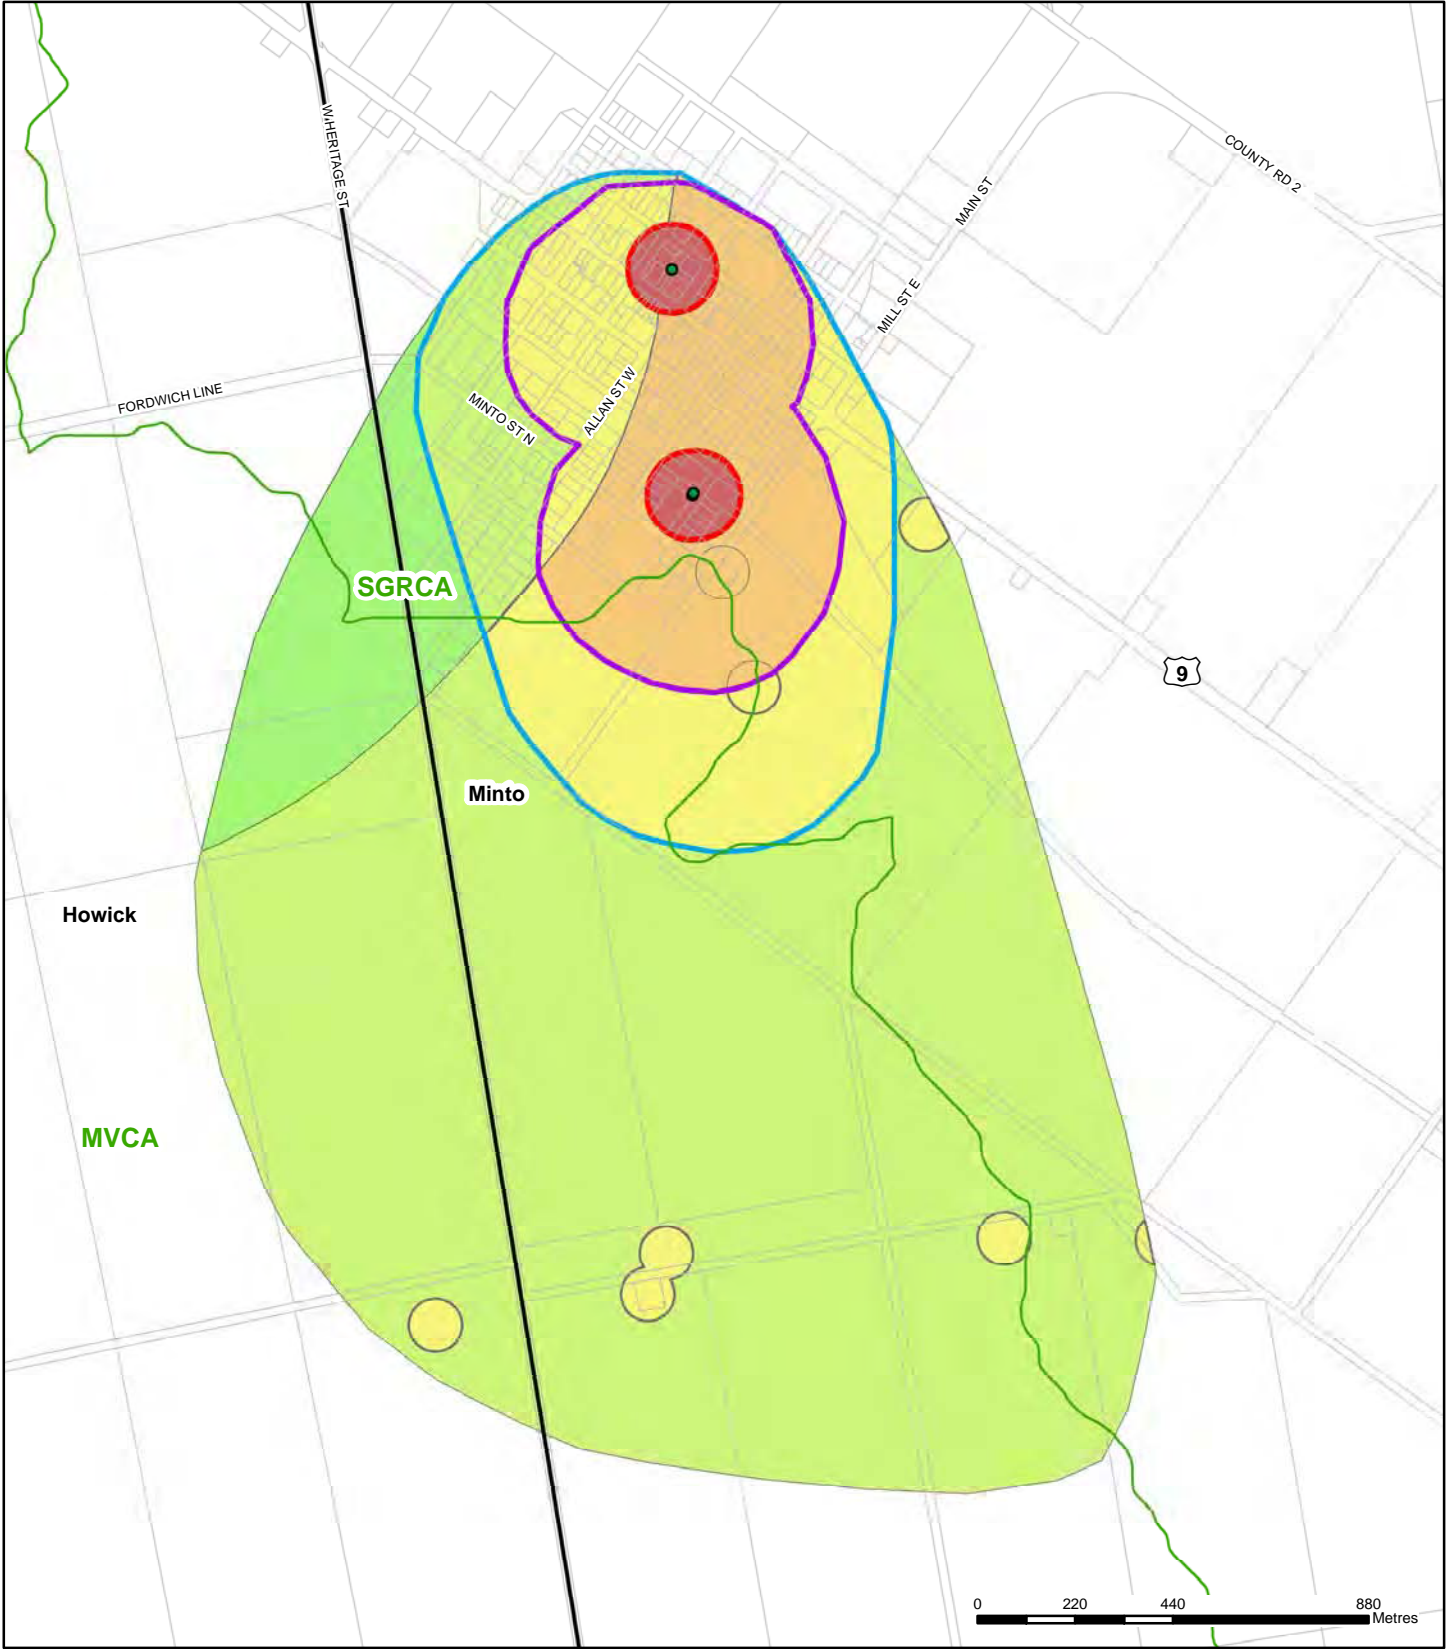 W.HERITAGE ST
COUNTY RD 2
MAIN ST
MILL ST E
FORDWICH LINE
MINTO ST N
ALLAN ST W
SGRCA
9
Minto
Howick
MVCA
0 220 440 880
Metres